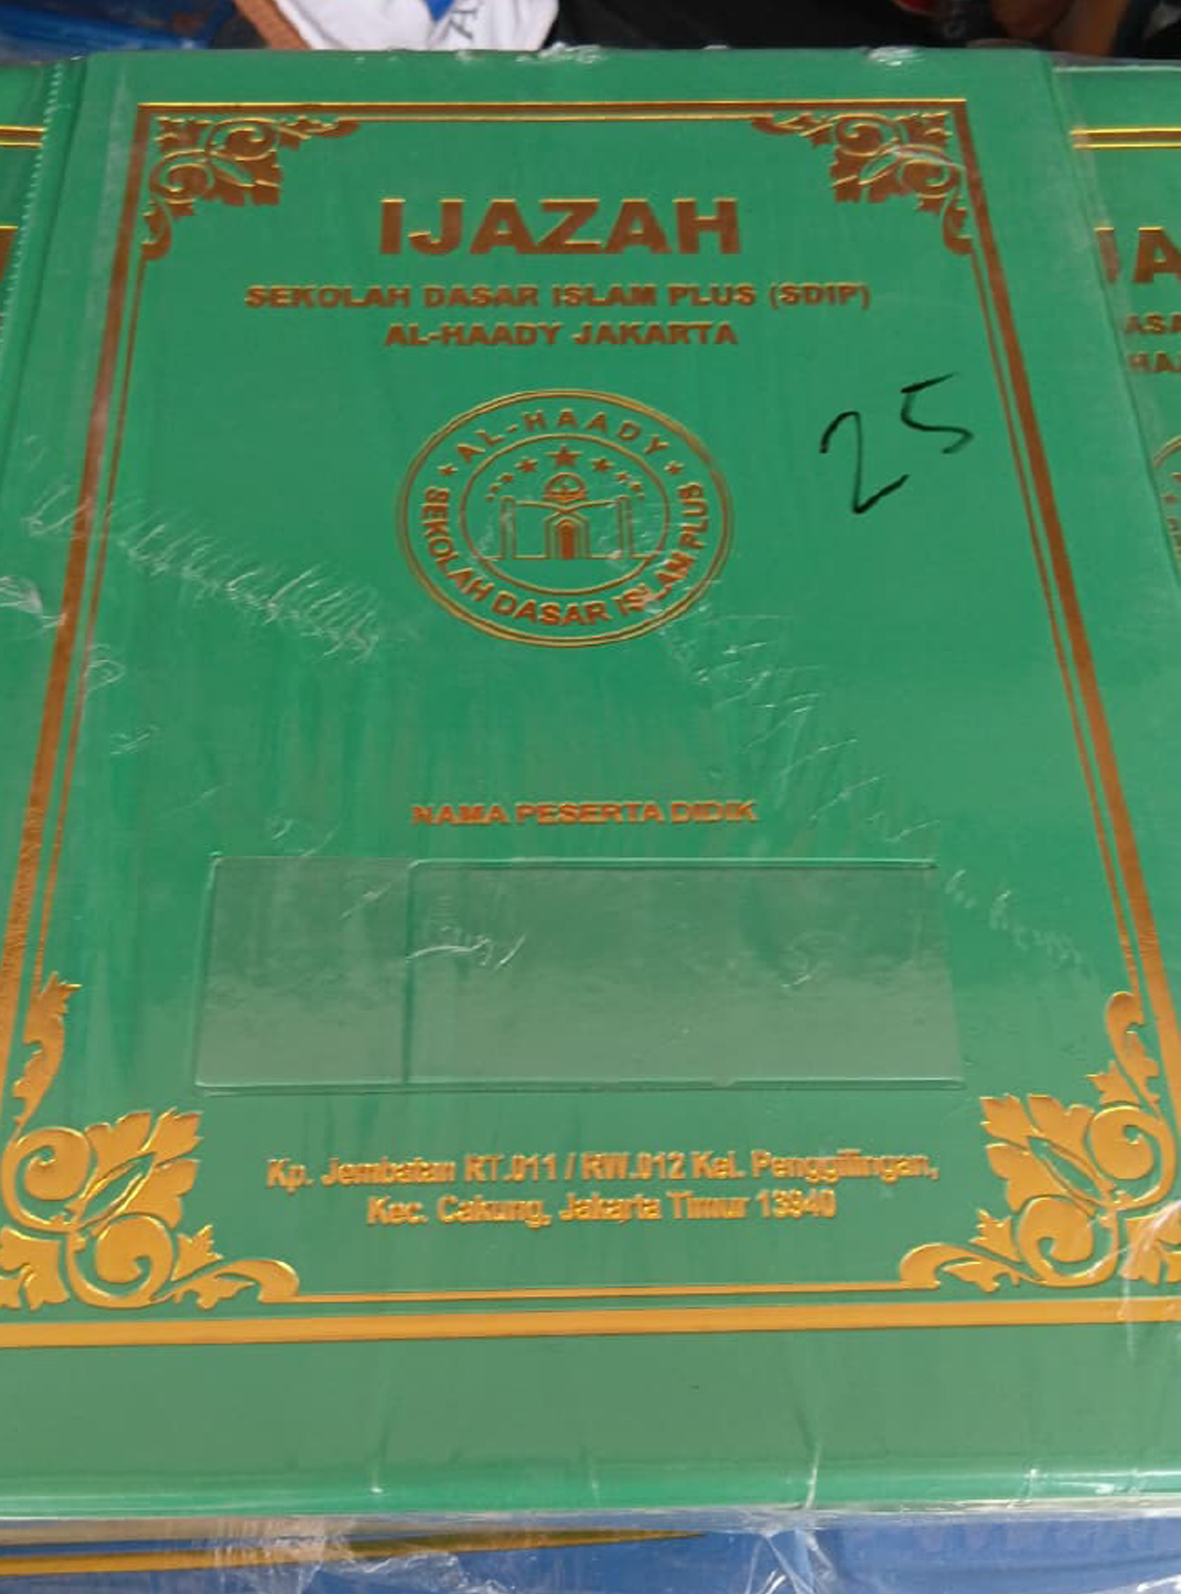 IJAZAH
SEKOLAH DASAR ISLAM PLUS (SDIP)
AL-HAADY JAKARTA
25
AL-HAADY
SEKOLAH DASAR ISLAM PLUS
NAMA PESERTA DIDIK
Kp. Jembatan RT.011 / RW.012 Kel. Penggilingan,
Kec. Cakung, Jakarta Timur 13940